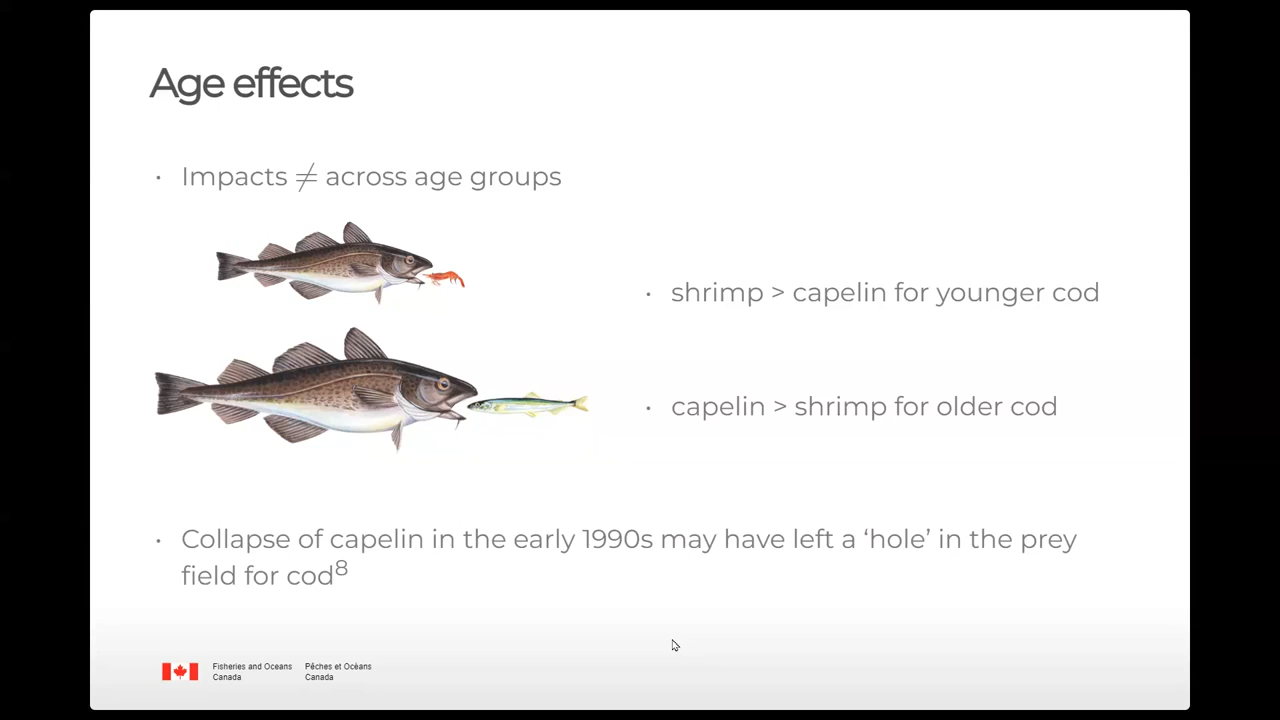 Age effects
· Impacts ≠ across age groups
· shrimp > capelin for younger cod
· capelin > shrimp for older cod
· Collapse of capelin in the early 1990s may have left a ‘hole’ in the prey
field for cod⁸
Fisheries and Oceans Pêches et Océans
Canada Canada